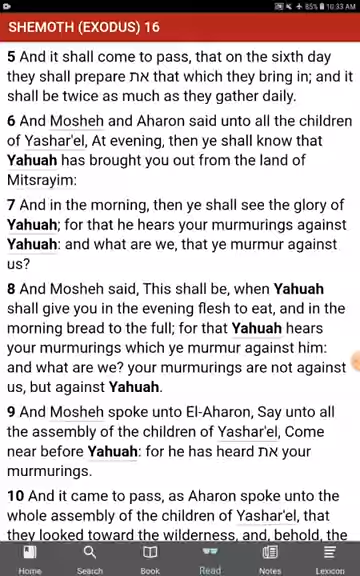 85% 10:33 AM
SHEMOTH (EXODUS) 16
5 And it shall come to pass, that on the sixth day
they shall prepare את that which they bring in; and it
shall be twice as much as they gather daily.
6 And Mosheh and Aharon said unto all the children
of Yashar'el, At evening, then ye shall know that
Yahuah has brought you out from the land of
Mitsrayim:
7 And in the morning, then ye shall see the glory of
Yahuah; for that he hears your murmurings against
Yahuah: and what are we, that ye murmur against
us?
8 And Mosheh said, This shall be, when Yahuah
shall give you in the evening flesh to eat, and in the
morning bread to the full; for that Yahuah hears
your murmurings which ye murmur against him:
and what are we? your murmurings are not against
us, but against Yahuah.
9 And Mosheh spoke unto El-Aharon, Say unto all
the assembly of the children of Yashar'el, Come
near before Yahuah: for he has heard את your
murmurings.
10 And it came to pass, as Aharon spoke unto the
whole assembly of the children of Yashar'el, that
they looked toward the wilderness, and, behold, the
Home Search Book Read Notes Lexicon